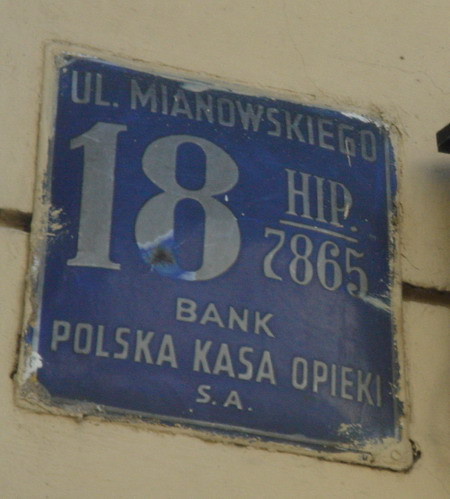 UL. MIANOWSKIEGO
18 HIP. 7865
BANK
POLSKA KASA OPIEKI
S.A.